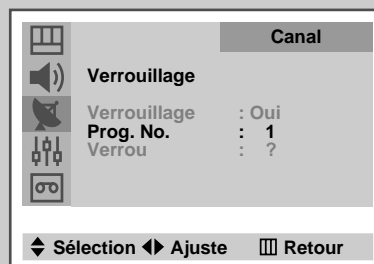 Canal
Verrouillage
Verrouillage : Oui
Prog. No. : 1
Verrou : ?
Sélection Ajuste Retour